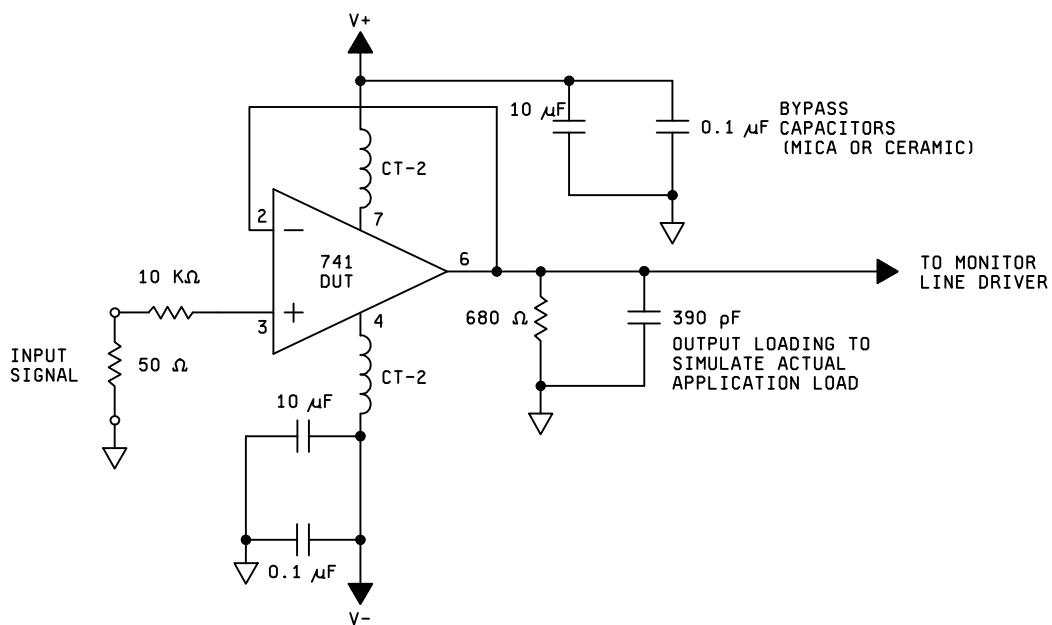 V+
10 µF
0.1 µF
BYPASS
CAPACITORS
(MICA OR CERAMIC)
CT-2
7
2
−
741
DUT
6
TO MONITOR
LINE DRIVER
10 KΩ
+
3
4
680 Ω
390 pF
OUTPUT LOADING TO
SIMULATE ACTUAL
APPLICATION LOAD
INPUT
SIGNAL
50 Ω
CT-2
10 µF
0.1 µF
V-